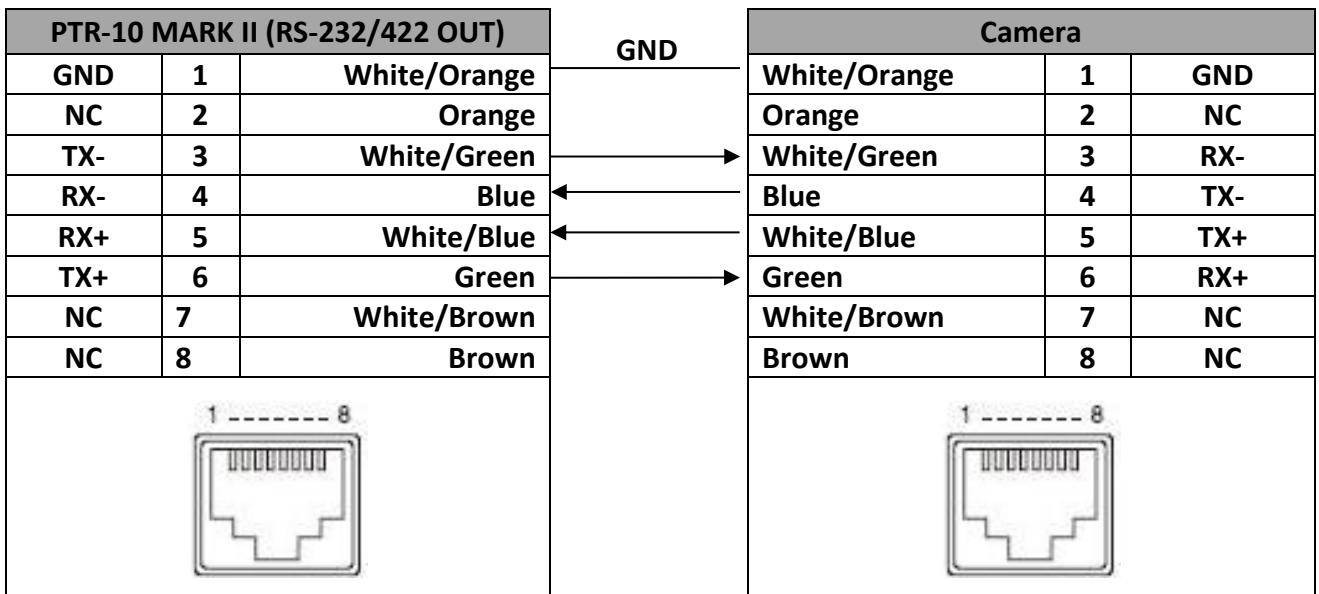 PTR-10 MARK II (RS-232/422 OUT) GND Camera
GND 1 White/Orange White/Orange 1 GND
NC 2 Orange Orange 2 NC
TX- 3 White/Green White/Green 3 RX-
RX- 4 Blue Blue 4 TX-
RX+ 5 White/Blue White/Blue 5 TX+
TX+ 6 Green Green 6 RX+
NC 7 White/Brown White/Brown 7 NC
NC 8 Brown Brown 8 NC
1 ------- 8 1 ------- 8